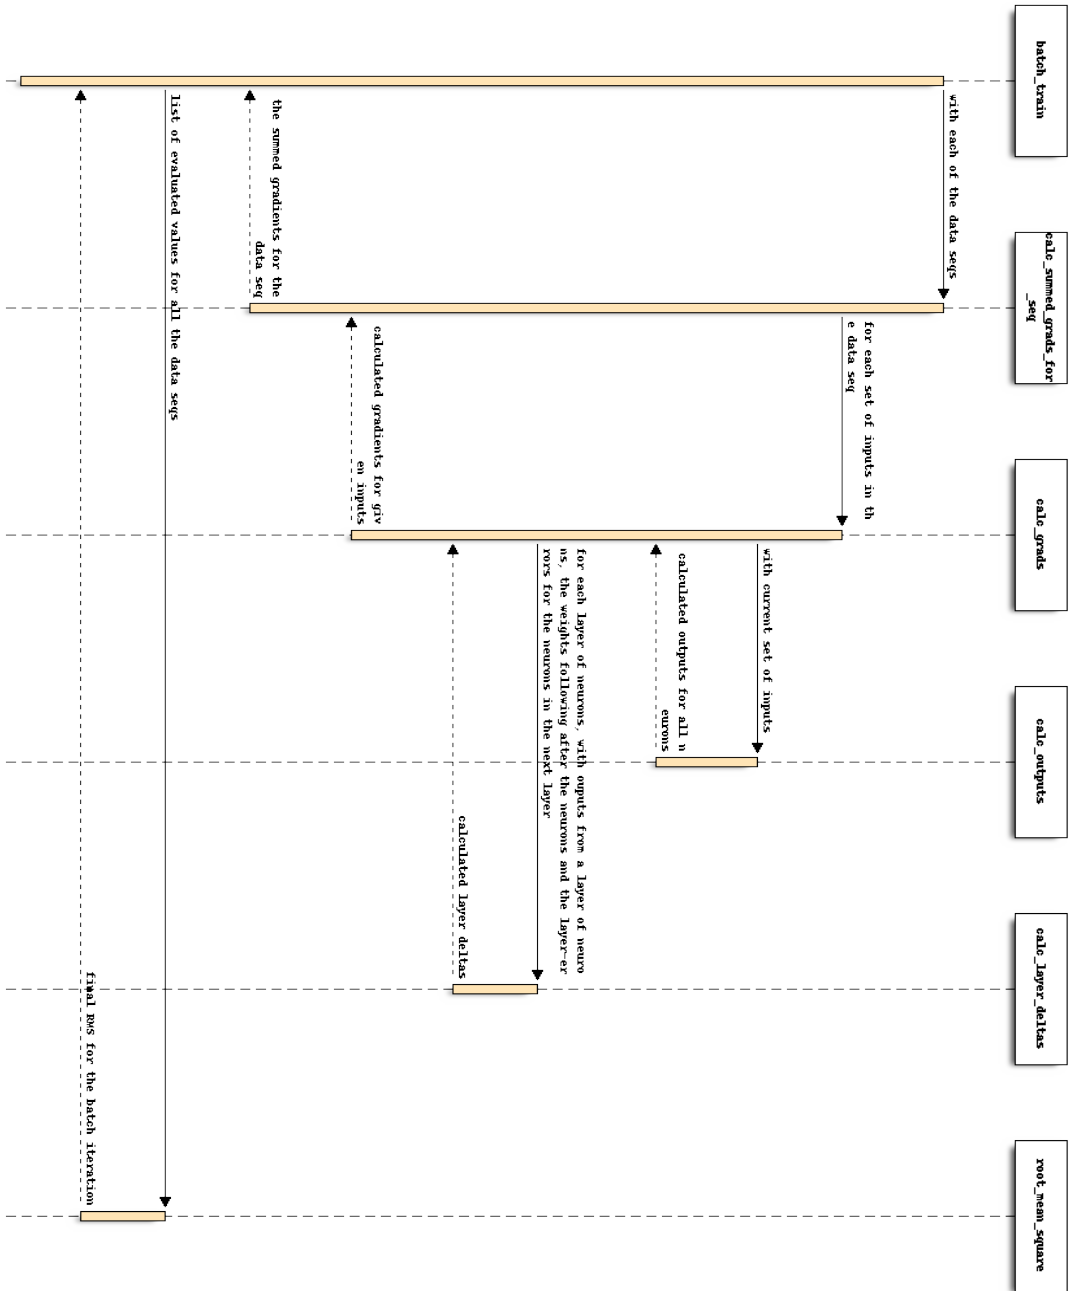 batch_train
calc_summed_grads_for
_seq
calc_grads
calc_outputs
calc_layer_deltas
root_mean_square
with each of the data seqs
for each set of inputs in th
e data seq
with current set of inputs
calculated outputs for all n
eurons
for each layer of neurons, with ouputs from a layer of neuro
ns, the weights following after the neurons and the layer-er
rors for the neurons in the next layer
calculated layer deltas
calculated gradients for giv
en inputs
the summed gradients for the
data seq
list of evaluated values for all the data seqs
final RMS for the batch iteration